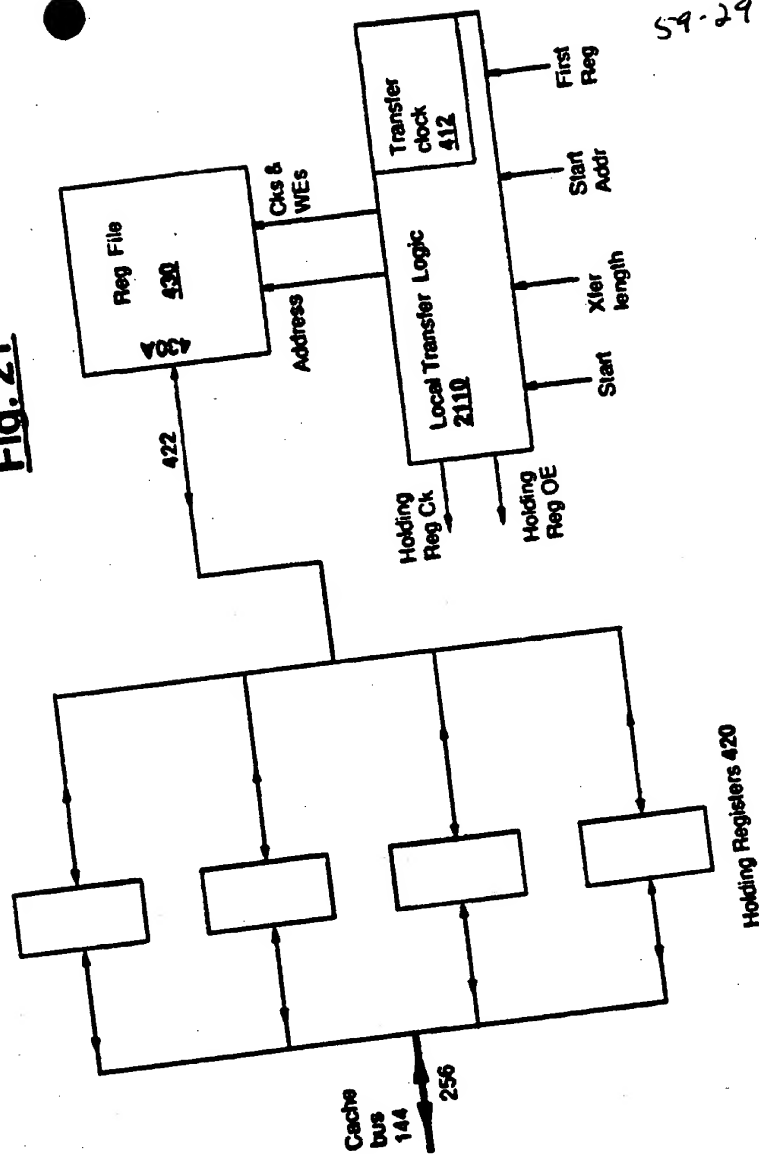 59-29
Fig. 21
Reg File
430
428A
422
Cks &
WEs
Address
Transfer
clock
412
Local Transfer Logic
2110
First
Reg
Start
Addr
Xfer
length
Start
Holding
Reg Ck
Holding
Reg OE
Cache
bus
144
256
Holding Registers 420